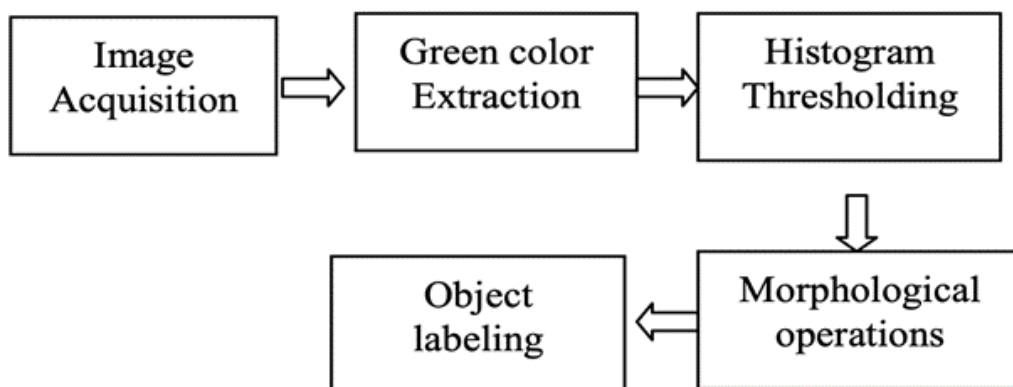 Image
Acquisition
Green color
Extraction
Histogram
Thresholding
Morphological
operations
Object
labeling